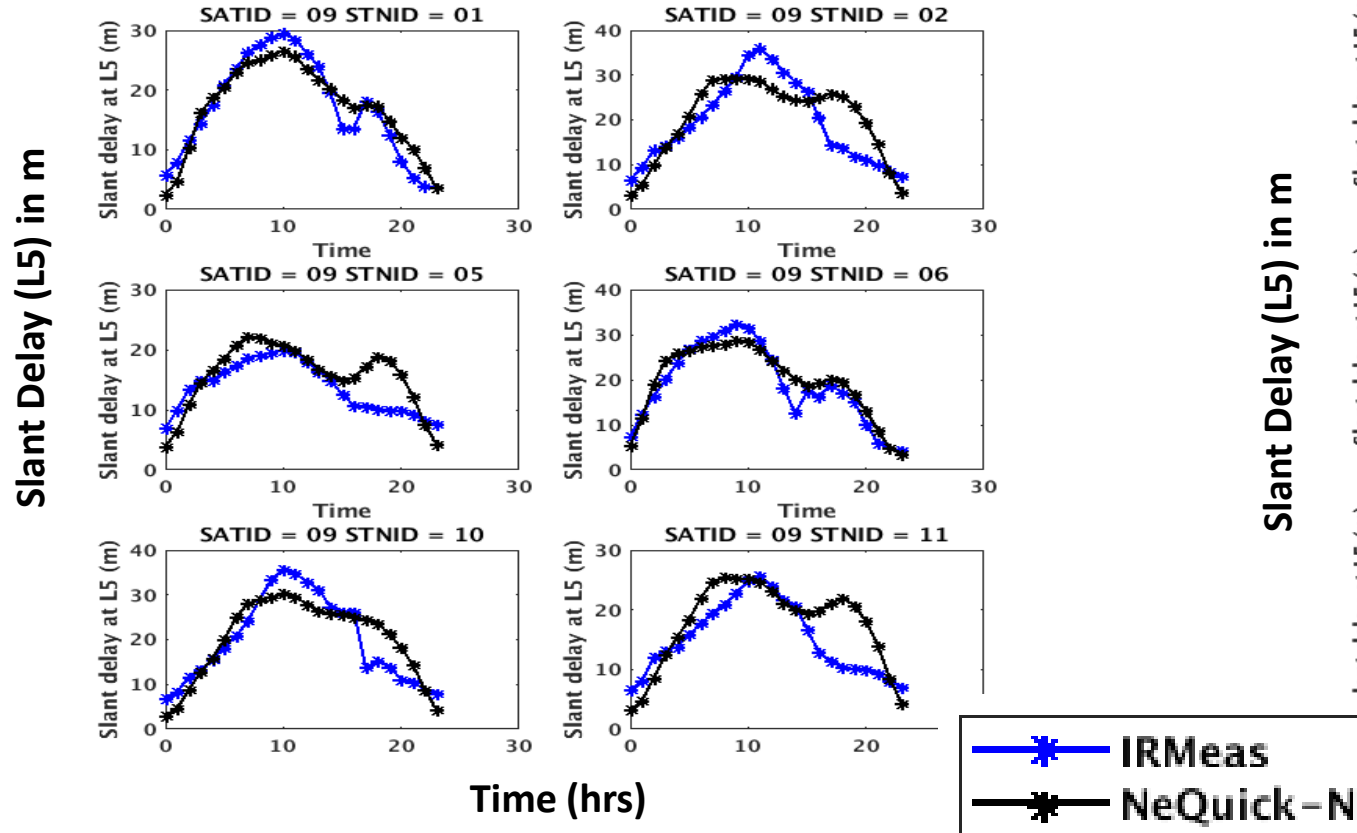 SATID = 09 STNID = 01
Slant delay at L5 (m)
30
20
10
0
0 10 20 30
Time
SATID = 09 STNID = 02
Slant delay at L5 (m)
40
30
20
10
0
0 10 20 30
Time
SATID = 09 STNID = 05
Slant delay at L5 (m)
30
20
10
0
0 10 20 30
Time
SATID = 09 STNID = 06
Slant delay at L5 (m)
40
30
20
10
0
0 10 20 30
Time
SATID = 09 STNID = 10
Slant delay at L5 (m)
40
30
20
10
0
0 10 20 30
SATID = 09 STNID = 11
Slant delay at L5 (m)
30
20
10
0
0 10 20
Slant Delay (L5) in m
Time (hrs)
Slant Delay (L5) in m
IRMeas
NeQuick-N